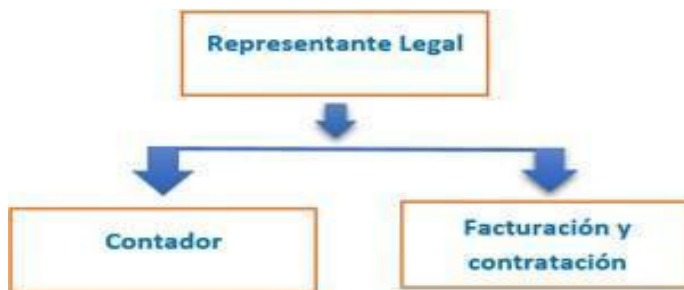 Representante Legal
Contador
Facturación y
contratación